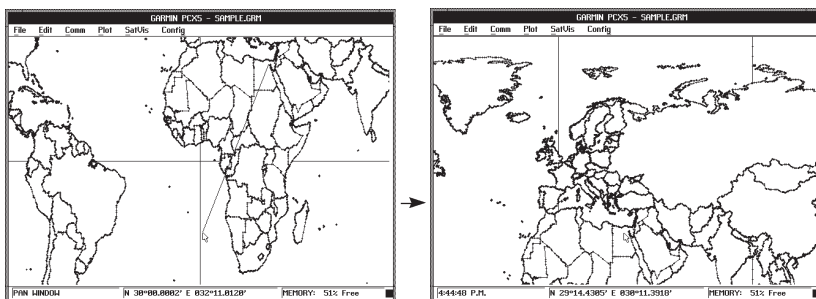 GARMIN PCX5 - SAMPLE.GRM
File Edit Comm Plot SatVis Config
PAN WINDOW N 30°00.0002' E 032°11.0120' MEMORY: 51% Free
GARMIN PCX5 - SAMPLE.GRM
File Edit Comm Plot SatVis Config
4:44:48 P.M. N 29°14.4305' E 030°11.3918' MEMORY: 51% Free